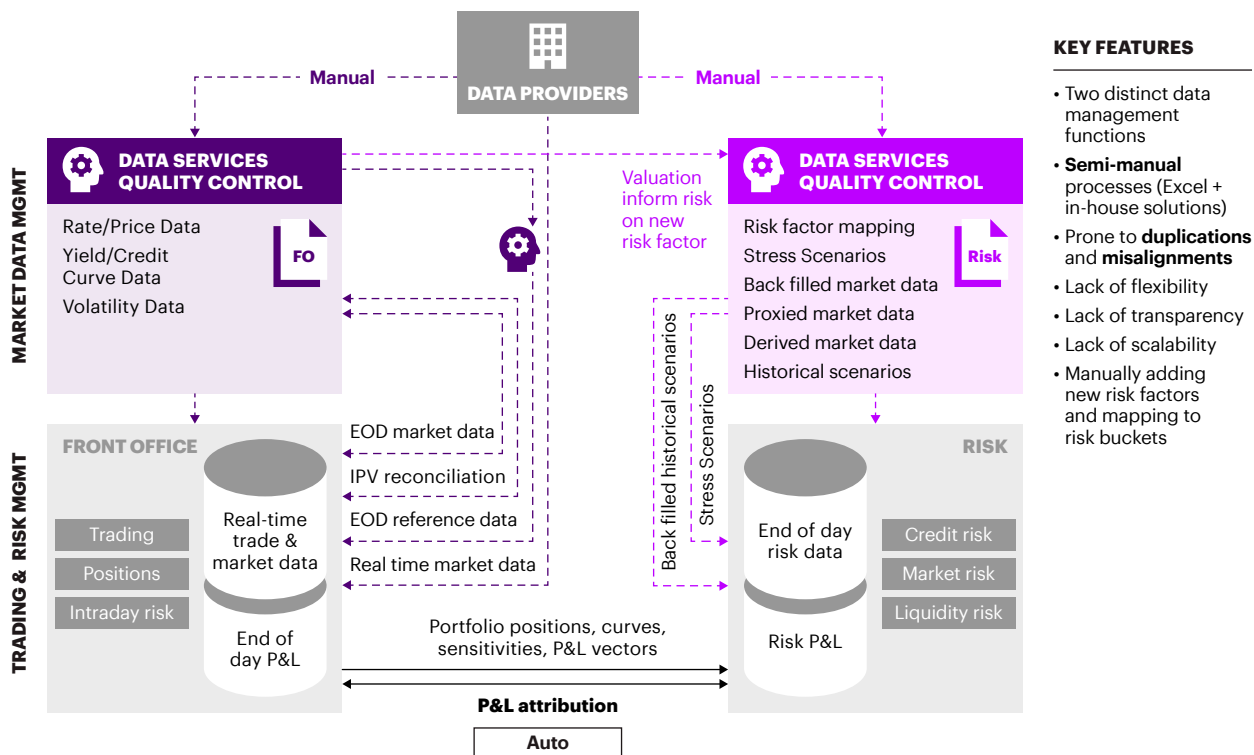 DATA PROVIDERS
Manual
Manual
MARKET DATA MGMT
DATA SERVICES
QUALITY CONTROL
Rate/Price Data
Yield/Credit
Curve Data
Volatility Data
FO
Valuation
inform risk
on new
risk factor
DATA SERVICES
QUALITY CONTROL
Risk factor mapping
Stress Scenarios
Back filled market data
Proxied market data
Derived market data
Historical scenarios
Risk
TRADING & RISK MGMT
FRONT OFFICE
Trading
Positions
Intraday risk
Real-time
trade &
market data
End of
day P&L
EOD market data
IPV reconciliation
EOD reference data
Real time market data
Back filled historical scenarios
Stress Scenarios
RISK
End of day
risk data
Risk P&L
Credit risk
Market risk
Liquidity risk
Portfolio positions, curves,
sensitivities, P&L vectors
P&L attribution
Auto
KEY FEATURES
• Two distinct data
management
functions
• Semi-manual
processes (Excel +
in-house solutions)
• Prone to duplications
and misalignments
• Lack of flexibility
• Lack of transparency
• Lack of scalability
• Manually adding
new risk factors
and mapping to
risk buckets